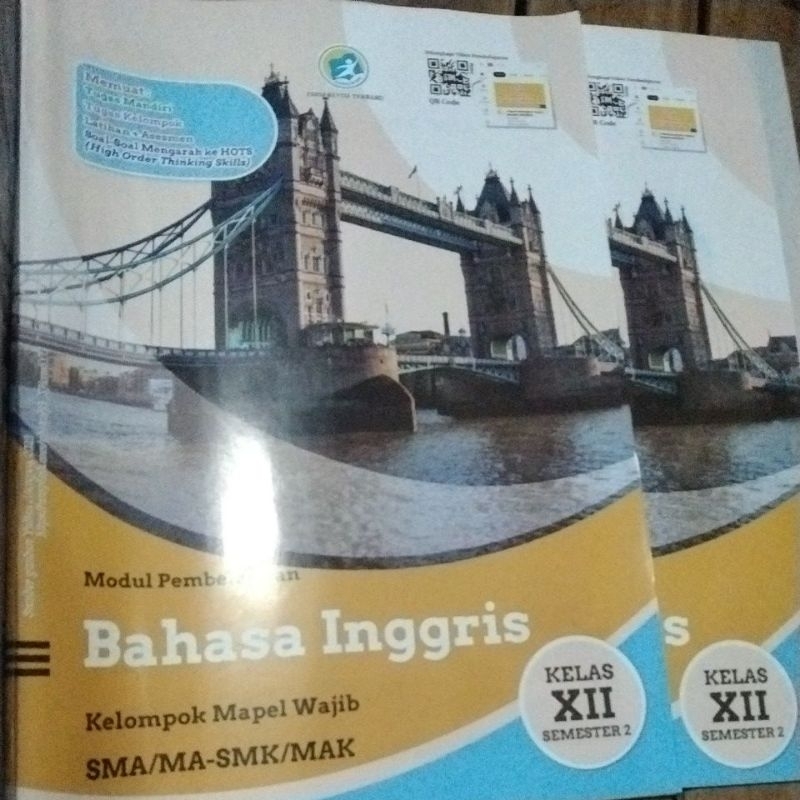 Memuat:
Tugas Mandiri
Tugas Kelompok
Latihan + Asesmen
Soal-Soal Mengarah ke HOTS
(High Order Thinking Skills)
QR Code
R Code
Modul
Bahasa Inggris
Kelompok Mapel Wajib
SMA/MA-SMK/MAK
KELAS
XII
SEMESTER 2
s
KELAS
XII
SEMESTER 2